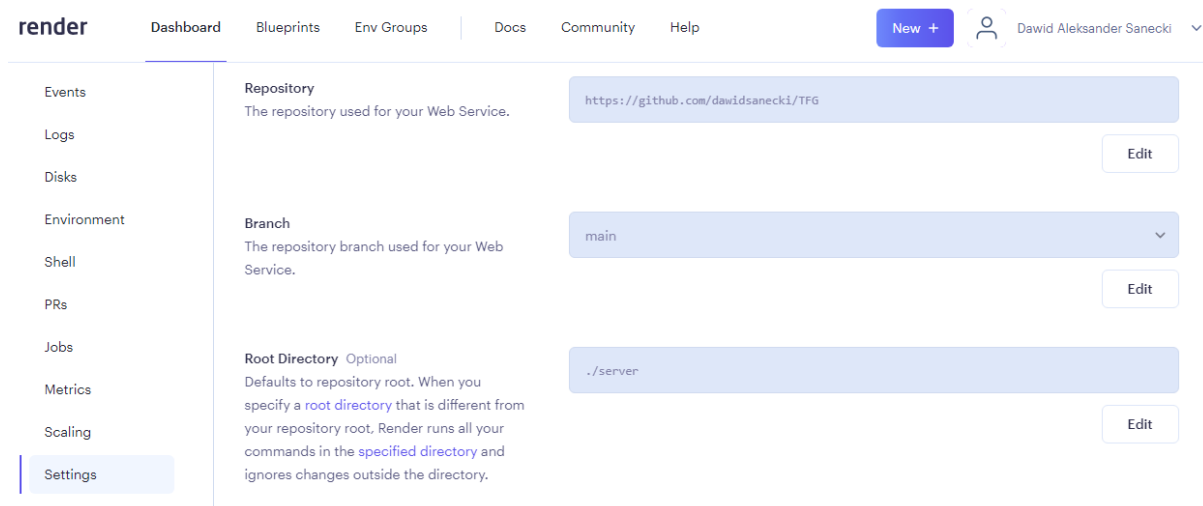 render Dashboard Blueprints Env Groups Docs Community Help New + Dawid Aleksander Sanecki
Events
Logs
Disks
Environment
Shell
PRs
Jobs
Metrics
Scaling
Settings
Repository
The repository used for your Web Service.
https://github.com/dawidsanecki/TFG
Edit
Branch
The repository branch used for your Web
Service.
main
Edit
Root Directory Optional
Defaults to repository root. When you
specify a root directory that is different from
your repository root, Render runs all your
commands in the specified directory and
ignores changes outside the directory.
./server
Edit